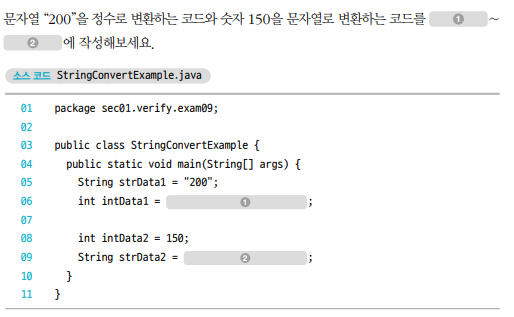 문자열 “200”을 정수로 변환하는 코드와 숫자 150을 문자열로 변환하는 코드를 ① ~
② 에 작성해보세요.
소스 코드 StringConvertExample.java
01 package sec01.verify.exam09;
02
03 public class StringConvertExample {
04 public static void main(String[] args) {
05 String strData1 = "200";
06 int intData1 = ① ;
07
08 int intData2 = 150;
09 String strData2 = ② ;
10 }
11 }